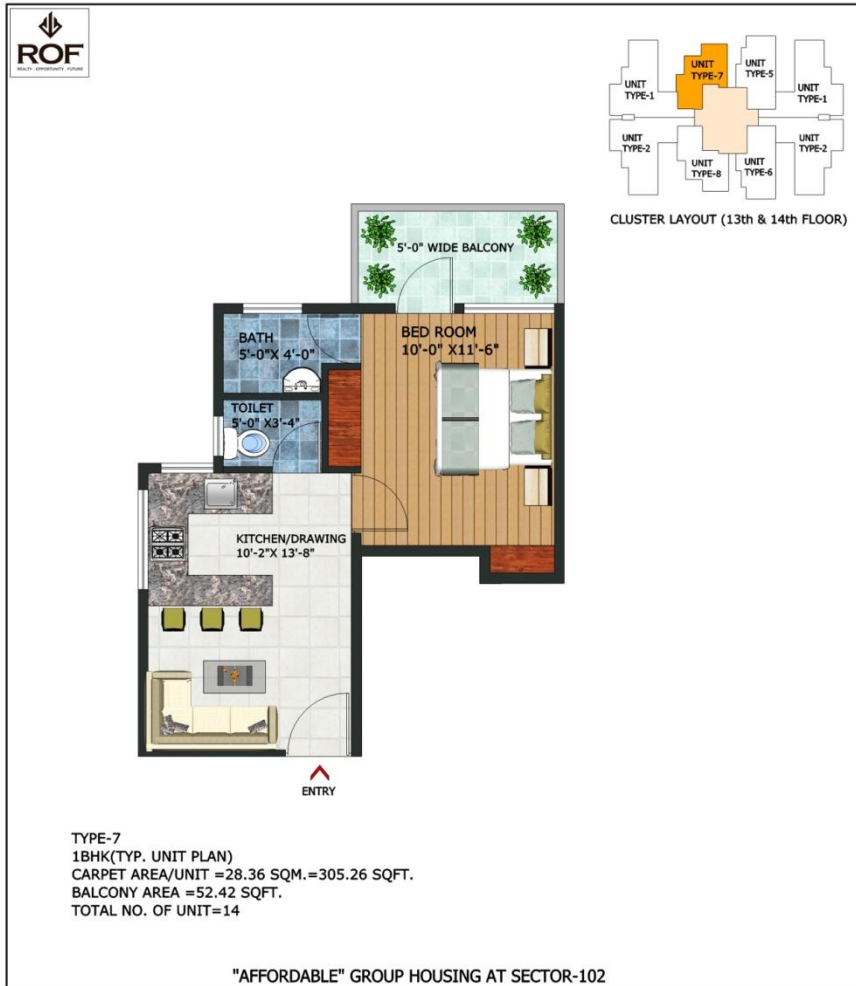 ROF
REALTY OPPORTUNITY FUTURE
UNIT
TYPE-1
UNIT
TYPE-7
UNIT
TYPE-5
UNIT
TYPE-1
UNIT
TYPE-2
UNIT
TYPE-8
UNIT
TYPE-6
UNIT
TYPE-2
CLUSTER LAYOUT (13th & 14th FLOOR)
5'-0" WIDE BALCONY
BATH
5'-0"X 4'-0"
BED ROOM
10'-0" X11'-6"
TOILET
5'-0" X3'-4"
KITCHEN/DRAWING
10'-2"X 13'-8"
ENTRY
TYPE-7
1BHK(TYP. UNIT PLAN)
CARPET AREA/UNIT =28.36 SQM.=305.26 SQFT.
BALCONY AREA =52.42 SQFT.
TOTAL NO. OF UNIT=14
"AFFORDABLE" GROUP HOUSING AT SECTOR-102